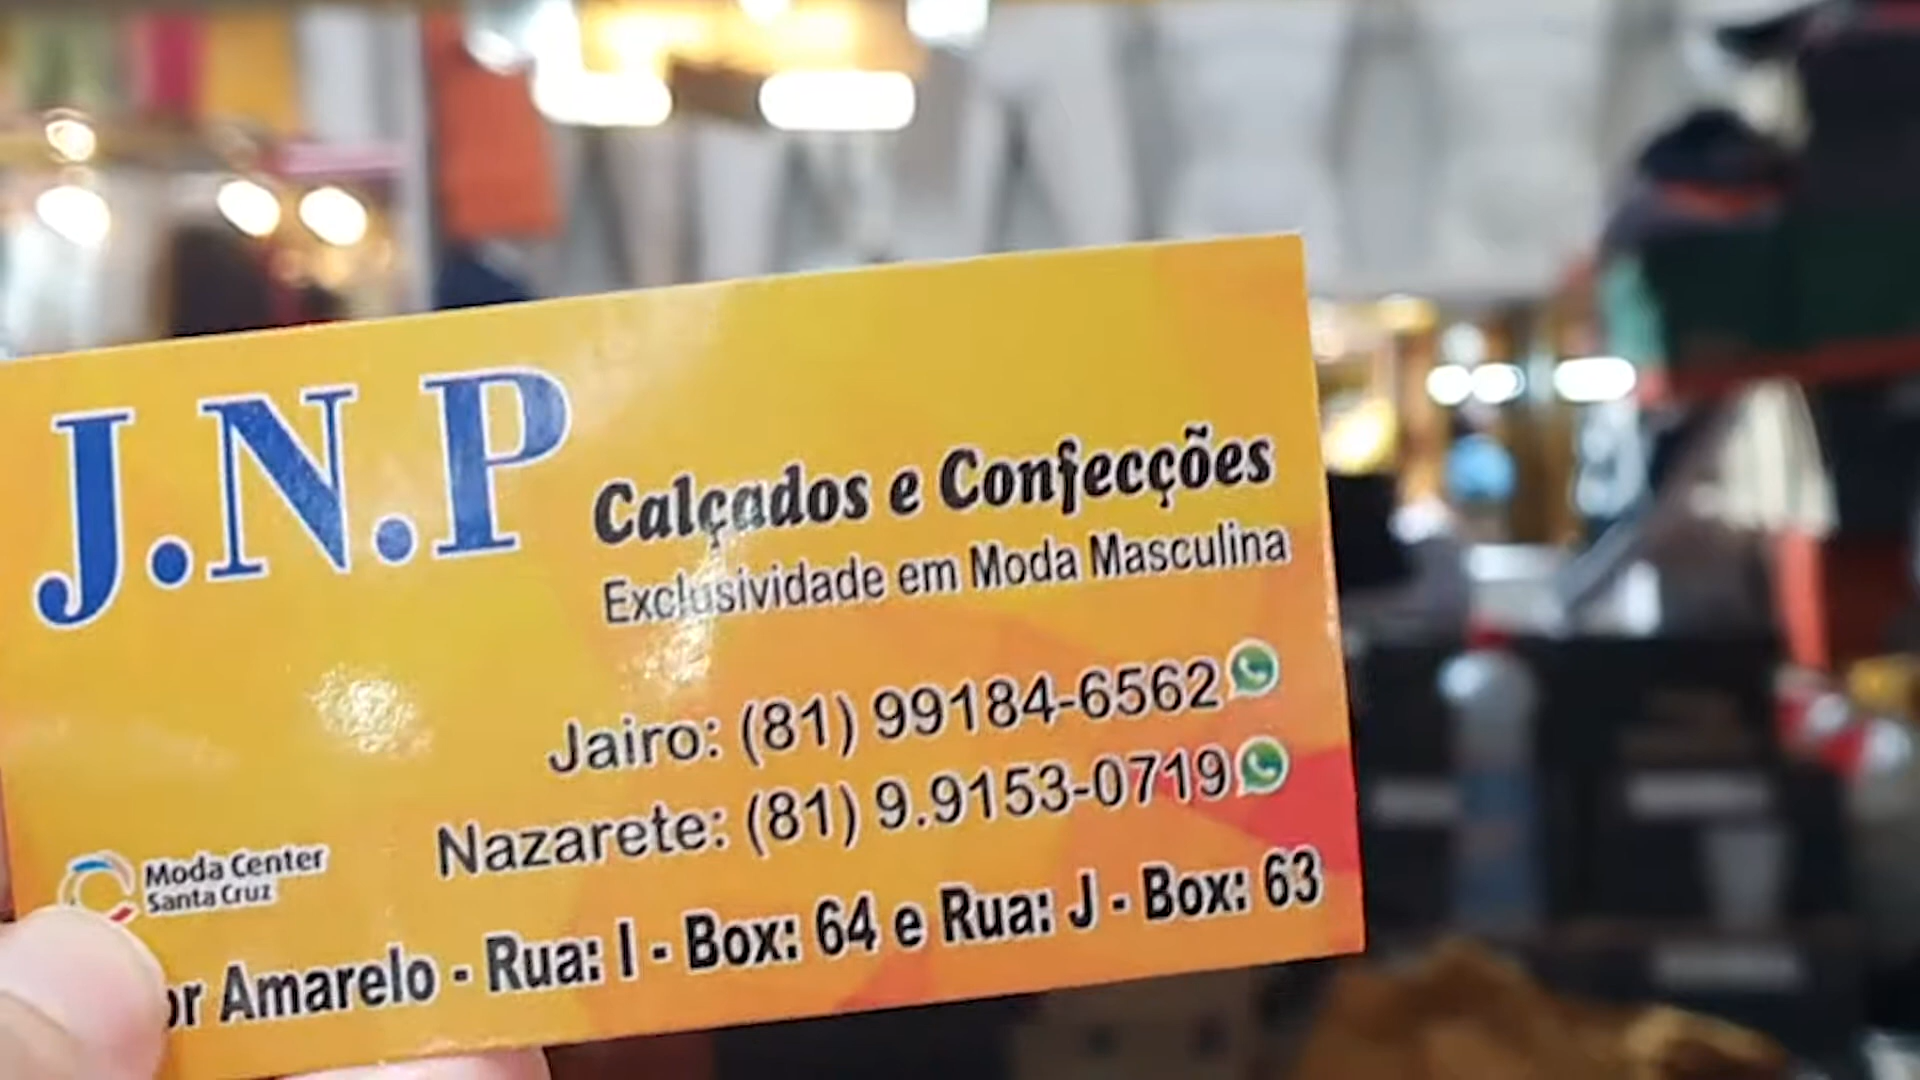 J.N.P
Calçados e Confecções
Exclusividade em Moda Masculina
Jairo: (81) 99184-6562
Nazarete: (81) 9.9153-0719
Moda Center
Santa Cruz
Amarelo - Rua: I - Box: 64 e Rua: J - Box: 63